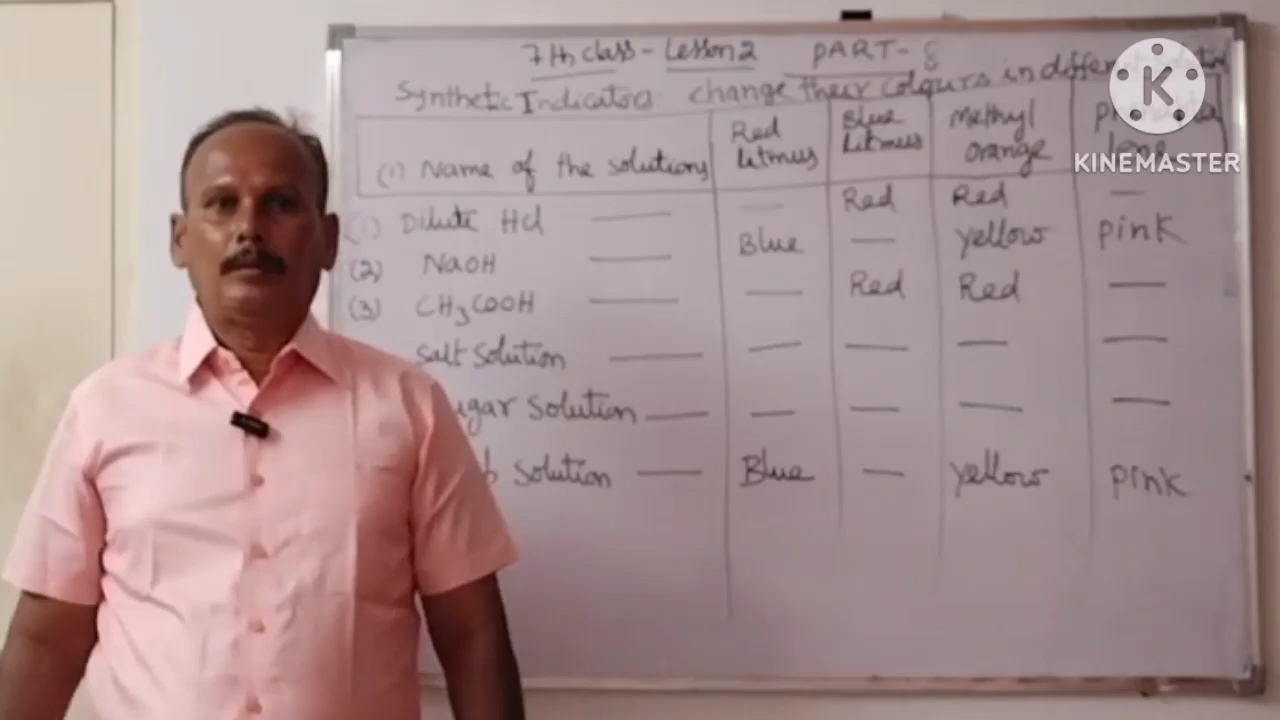 7th class - Lesson 2 PART - 8
Synthetic Indicators change their colours in
(1) Name of the solutions Red Litmus Blue Litmus Methyl orange
(1) Dilute Hcl — — Red Red —
(2) NaOH — Blue — yellow pink
(3) CH3COOH — — Red Red —
Salt Solution — — — — —
ugar Solution — — — — —
Solution — Blue — yellow pink
K
KINEMASTER